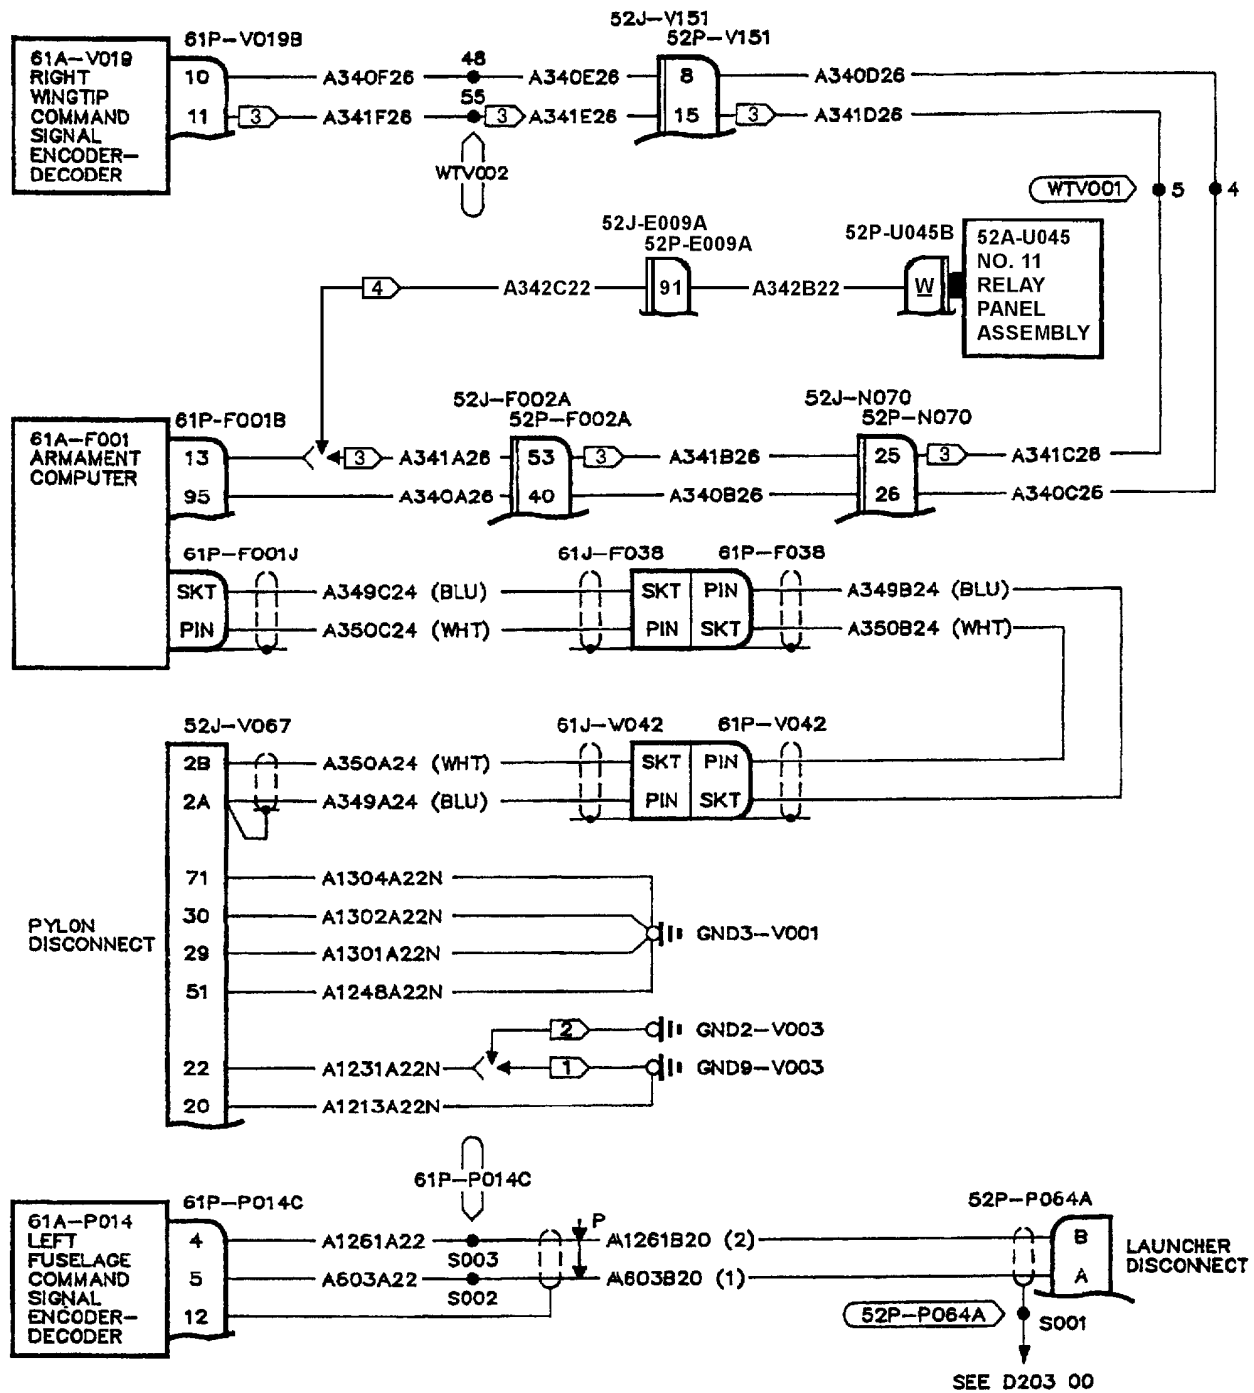 52J-V151
61P-V019B 52P-V151
61A-V019
RIGHT
WINGTIP
COMMAND
SIGNAL
ENCODER-
DECODER
10 A340F26 48 A340E26 8 A340D26
11 3 A341F26 55 3 A341E26 15 3 A341D26
WTV002
WTV001 5 4
52J-E009A
52P-E009A
52P-U045B
52A-U045
NO. 11
RELAY
PANEL
ASSEMBLY
4 A342C22 91 A342B22 W
52J-F002A 52J-N070
61P-F001B 52P-F002A 52P-N070
61A-F001
ARMAMENT
COMPUTER
13 3 A341A26 53 3 A341B26 25 3 A341C26
95 A340A26 40 A340B26 26 A340C26
61P-F001J 61J-F038 61P-F038
SKT A349C24 (BLU) SKT PIN A349B24 (BLU)
PIN A350C24 (WHT) PIN SKT A350B24 (WHT)
52J-V067 61J-W042 61P-V042
2B A350A24 (WHT) SKT PIN
2A A349A24 (BLU) PIN SKT
PYLON
DISCONNECT
71 A1304A22N
30 A1302A22N
GND3-V001
29 A1301A22N
51 A1248A22N
2 GND2-V003
22 A1231A22N 1 GND9-V003
20 A1213A22N
61P-P014C
61P-P014C 52P-P064A
61A-P014
LEFT
FUSELAGE
COMMAND
SIGNAL
ENCODER-
DECODER
P
4 A1261A22 S003 A1261B20 (2) B
5 A603A22 S002 A603B20 (1) A
12
LAUNCHER
DISCONNECT
52P-P064A S001
SEE D203 00